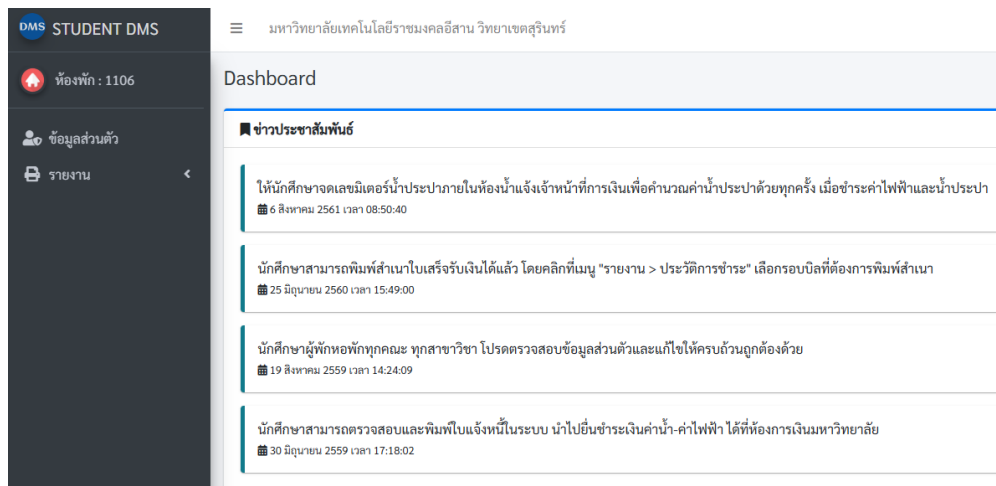 DMS STUDENT DMS
มหาวิทยาลัยเทคโนโลยีราชมงคลอีสาน วิทยาเขตสุรินทร์
ห้องพัก : 1106
ข้อมูลส่วนตัว
รายงาน
Dashboard
ข่าวประชาสัมพันธ์
ให้นักศึกษาจดเลขมิเตอร์น้ำประปาภายในห้องน้ำแจ้งเจ้าหน้าที่การเงินเพื่อคำนวณค่าน้ำประปาด้วยทุกครั้ง เมื่อชำระค่าไฟฟ้าและน้ำประปา
6 สิงหาคม 2561 เวลา 08:50:40
นักศึกษาสามารถพิมพ์สำเนาใบเสร็จรับเงินได้แล้ว โดยคลิกที่เมนู "รายงาน > ประวัติการชำระ" เลือกรอบบิลที่ต้องการพิมพ์สำเนา
25 มิถุนายน 2560 เวลา 15:49:00
นักศึกษาผู้พักหอพักทุกคณะ ทุกสาขาวิชา โปรดตรวจสอบข้อมูลส่วนตัวและแก้ไขให้ครบถ้วนถูกต้องด้วย
19 สิงหาคม 2559 เวลา 14:24:09
นักศึกษาสามารถตรวจสอบและพิมพ์ใบแจ้งหนี้ในระบบ นำไปยื่นชำระเงินค่าน้ำ-ค่าไฟฟ้า ได้ที่ห้องการเงินมหาวิทยาลัย
30 มิถุนายน 2559 เวลา 17:18:02